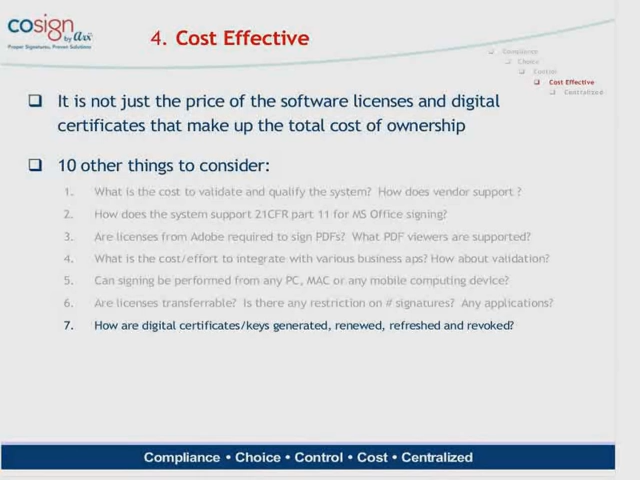 cosign
by arx
Proper Signatures, Proven Solutions
4. Cost Effective
❑ Compliance
❑ Choice
❑ Control
❑ Cost Effective
❑ Centralized
❑ It is not just the price of the software licenses and digital
certificates that make up the total cost of ownership
❑ 10 other things to consider:
1. What is the cost to validate and qualify the system? How does vendor support ?
2. How does the system support 21CFR part 11 for MS Office signing?
3. Are licenses from Adobe required to sign PDFs? What PDF viewers are supported?
4. What is the cost/effort to integrate with various business aps? How about validation?
5. Can signing be performed from any PC, MAC or any mobile computing device?
6. Are licenses transferrable? Is there any restriction on # signatures? Any applications?
7. How are digital certificates/keys generated, renewed, refreshed and revoked?
Compliance • Choice • Control • Cost • Centralized